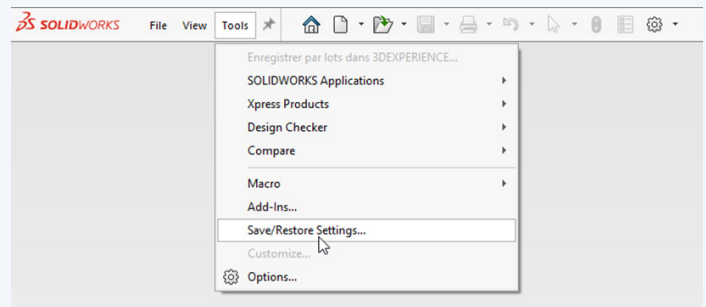 SOLIDWORKS File View Tools
Enregistrer par lots dans 3DEXPERIENCE...
SOLIDWORKS Applications
Xpress Products
Design Checker
Compare
Macro
Add-Ins...
Save/Restore Settings...
Customize...
Options...